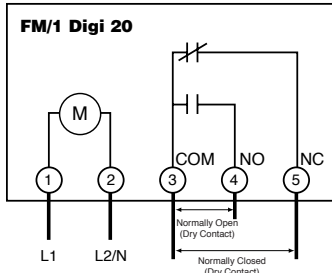 FM/1 Digi 20
M
COM NO NC
1 2 3 4 5
Normally Open
(Dry Contact)
L1 L2/N
Normally Closed
(Dry Contact)